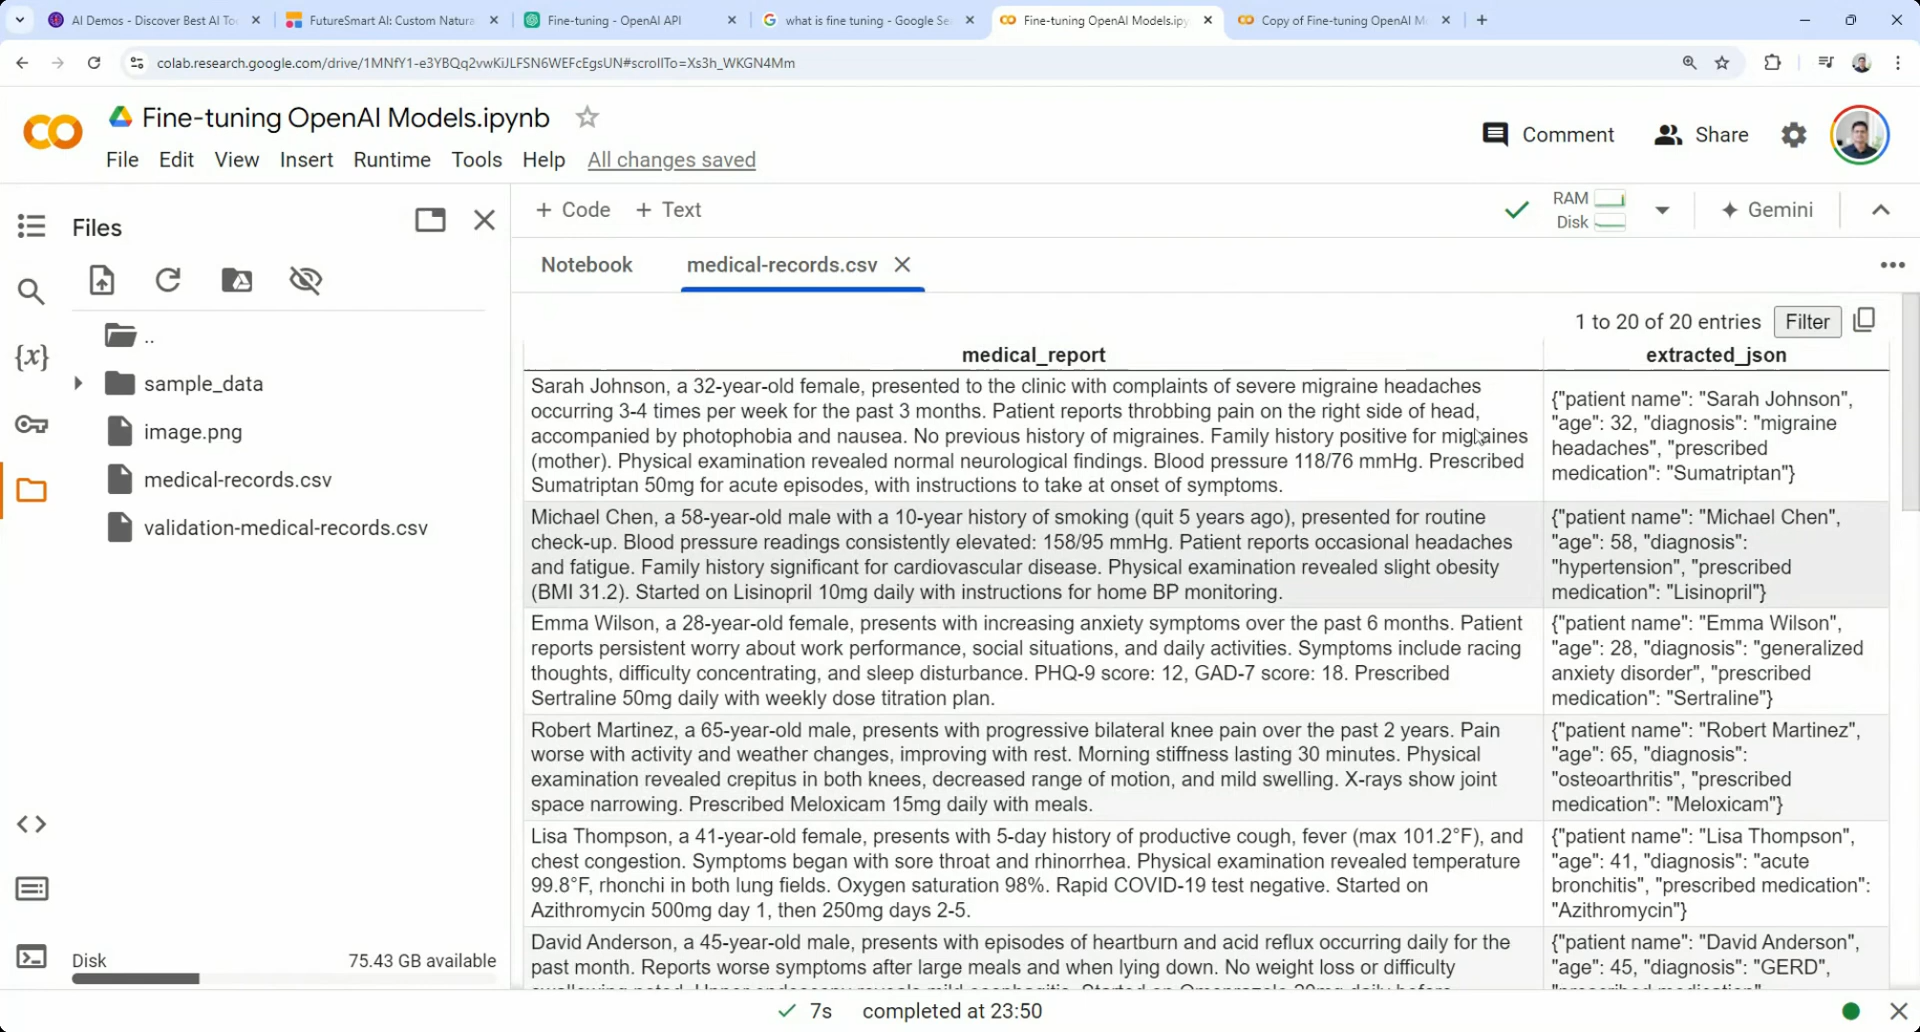 AI Demos - Discover Best AI To
FutureSmart AI: Custom Natura
Fine-tuning - OpenAI API
what is fine tuning - Google Se
Fine-tuning OpenAI Models.ipy
Copy of Fine-tuning OpenAI M
colab.research.google.com/drive/1MNfY1-e3YBQq2vwKiJLFSN6WEFcEgsUN#scrollTo=Xs3h_WKGN4Mm
Fine-tuning OpenAI Models.ipynb
Comment
Share
File Edit View Insert Runtime Tools Help All changes saved
Files
+ Code + Text
RAM
Disk
Gemini
Notebook
medical-records.csv
1 to 20 of 20 entries
Filter
..
sample_data
image.png
medical-records.csv
validation-medical-records.csv
{x}
Disk
75.43 GB available
medical_report
extracted_json
Sarah Johnson, a 32-year-old female, presented to the clinic with complaints of severe migraine headaches
occurring 3-4 times per week for the past 3 months. Patient reports throbbing pain on the right side of head,
accompanied by photophobia and nausea. No previous history of migraines. Family history positive for migraines
(mother). Physical examination revealed normal neurological findings. Blood pressure 118/76 mmHg. Prescribed
Sumatriptan 50mg for acute episodes, with instructions to take at onset of symptoms.
{"patient name": "Sarah Johnson",
"age": 32, "diagnosis": "migraine
headaches", "prescribed
medication": "Sumatriptan"}
Michael Chen, a 58-year-old male with a 10-year history of smoking (quit 5 years ago), presented for routine
check-up. Blood pressure readings consistently elevated: 158/95 mmHg. Patient reports occasional headaches
and fatigue. Family history significant for cardiovascular disease. Physical examination revealed slight obesity
(BMI 31.2). Started on Lisinopril 10mg daily with instructions for home BP monitoring.
{"patient name": "Michael Chen",
"age": 58, "diagnosis":
"hypertension", "prescribed
medication": "Lisinopril"}
Emma Wilson, a 28-year-old female, presents with increasing anxiety symptoms over the past 6 months. Patient
reports persistent worry about work performance, social situations, and daily activities. Symptoms include racing
thoughts, difficulty concentrating, and sleep disturbance. PHQ-9 score: 12, GAD-7 score: 18. Prescribed
Sertraline 50mg daily with weekly dose titration plan.
{"patient name": "Emma Wilson",
"age": 28, "diagnosis": "generalized
anxiety disorder", "prescribed
medication": "Sertraline"}
Robert Martinez, a 65-year-old male, presents with progressive bilateral knee pain over the past 2 years. Pain
worse with activity and weather changes, improving with rest. Morning stiffness lasting 30 minutes. Physical
examination revealed crepitus in both knees, decreased range of motion, and mild swelling. X-rays show joint
space narrowing. Prescribed Meloxicam 15mg daily with meals.
{"patient name": "Robert Martinez",
"age": 65, "diagnosis":
"osteoarthritis", "prescribed
medication": "Meloxicam"}
Lisa Thompson, a 41-year-old female, presents with 5-day history of productive cough, fever (max 101.2°F), and
chest congestion. Symptoms began with sore throat and rhinorrhea. Physical examination revealed temperature
99.8°F, rhonchi in both lung fields. Oxygen saturation 98%. Rapid COVID-19 test negative. Started on
Azithromycin 500mg day 1, then 250mg days 2-5.
{"patient name": "Lisa Thompson",
"age": 41, "diagnosis": "acute
bronchitis", "prescribed medication":
"Azithromycin"}
David Anderson, a 45-year-old male, presents with episodes of heartburn and acid reflux occurring daily for the
past month. Reports worse symptoms after large meals and when lying down. No weight loss or difficulty
{"patient name": "David Anderson",
"age": 45, "diagnosis": "GERD",
7s completed at 23:50